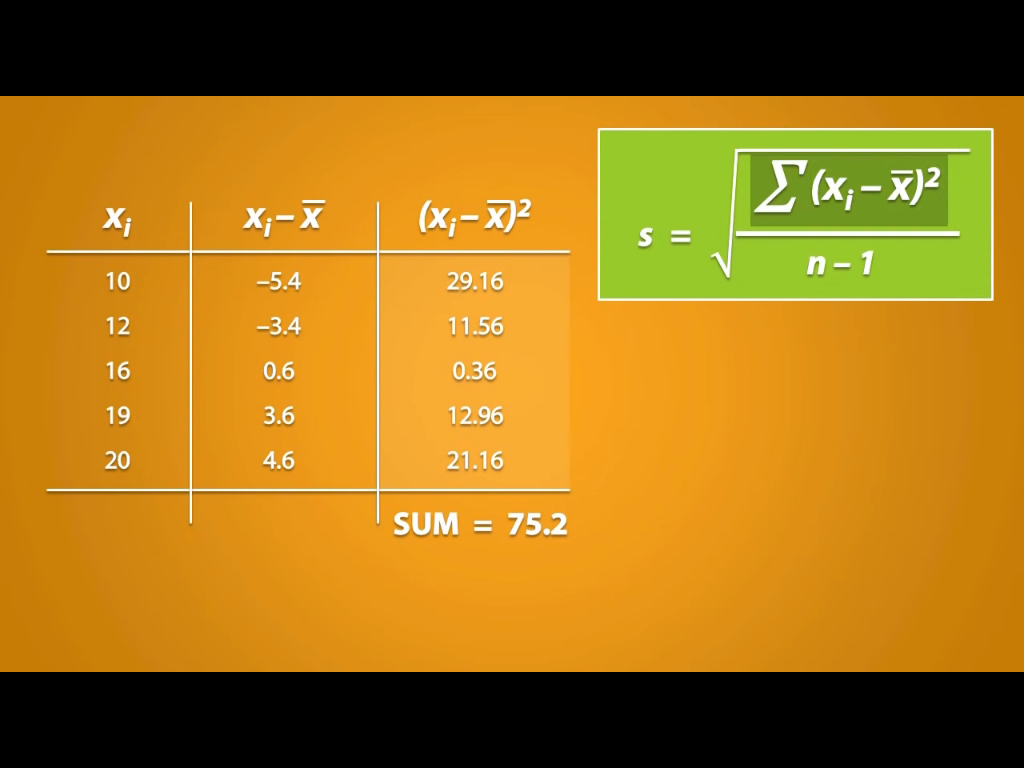 xᵢ xᵢ – x̅ (xᵢ – x̅)²
10 –5.4 29.16
12 –3.4 11.56
16 0.6 0.36
19 3.6 12.96
20 4.6 21.16
SUM = 75.2
s = √
∑(xᵢ – x̅)²
n – 1